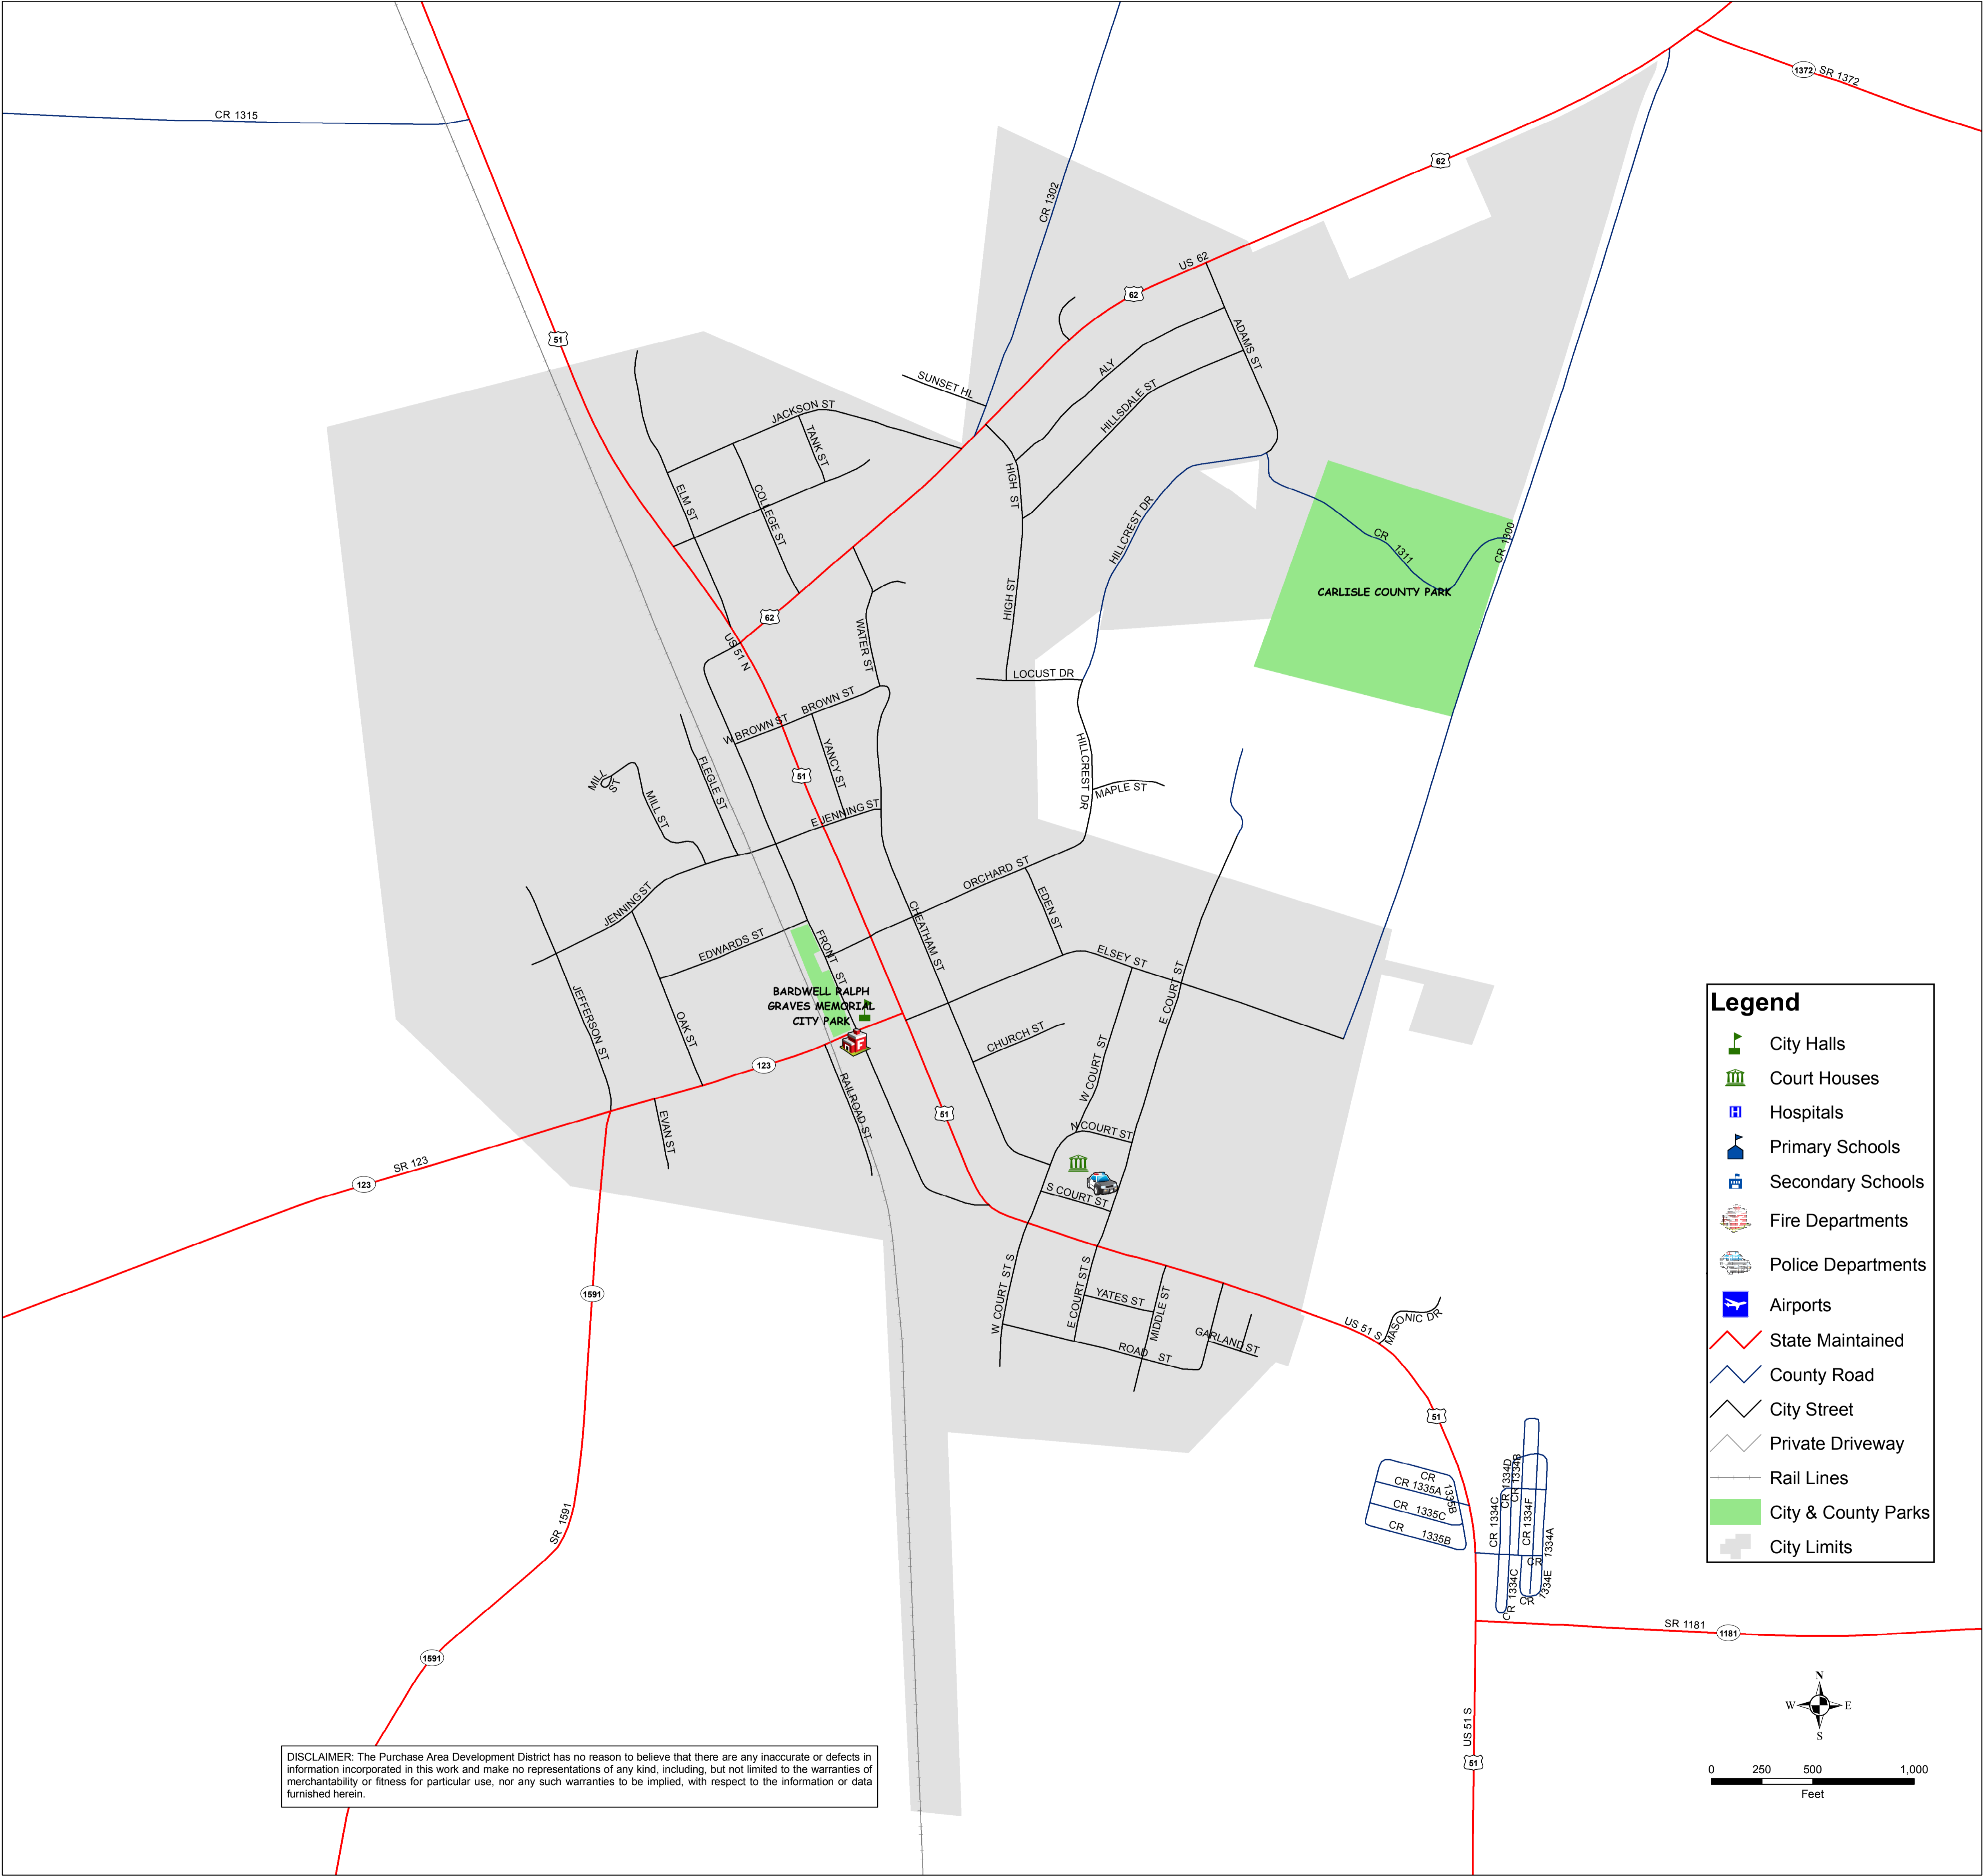 1372 SR 1372
CR 1315
62
CR 1302
US 62
62
51
ADAMS ST
ALY
SUNSET HL
HILLSDALE ST
JACKSON ST
TANK ST
HIGH ST
ELM ST
COLLEGE ST
HILLCREST DR
CR 1311
CR 1300
CARLISLE COUNTY PARK
HIGH ST
62
US 51 N
WATER ST
LOCUST DR
BROWN ST
W BROWN ST
YANCY ST
51
FLEGLE ST
HILLCREST DR
MAPLE ST
MILL ST
MILL ST
E JENNING ST
ORCHARD ST
EDEN ST
JENNING ST
CHEATHAM ST
EDWARDS ST
FRONT ST
ELSEY ST
E COURT ST
BARDWELL RALPH
GRAVES MEMORIAL
CITY PARK
JEFFERSON ST
OAK ST
CHURCH ST
W COURT ST
123
RAILROAD ST
51
EVAN ST
N COURT ST
SR 123
123
S COURT ST
W COURT ST S
E COURT ST S
YATES ST
MIDDLE ST
1591
US 51 S
MASONIC DR
GARLAND ST
ROAD ST
51
CR 1335B
CR 1335A
CR 1335C
CR 1335B
CR 1334D
CR 1334B
CR 1334C
CR 1334F
CR 1334A
CR 1334C
CR 1334E
SR 1591
SR 1181
1181
1591
US 51 S
51
Legend
City Halls
Court Houses
H Hospitals
Primary Schools
Secondary Schools
Fire Departments
Police Departments
Airports
State Maintained
County Road
City Street
Private Driveway
Rail Lines
City & County Parks
City Limits
N
W E
S
0 250 500 1,000
Feet
DISCLAIMER: The Purchase Area Development District has no reason to believe that there are any inaccurate or defects in
information incorporated in this work and make no representations of any kind, including, but not limited to the warranties of
merchantability or fitness for particular use, nor any such warranties to be implied, with respect to the information or data
furnished herein.